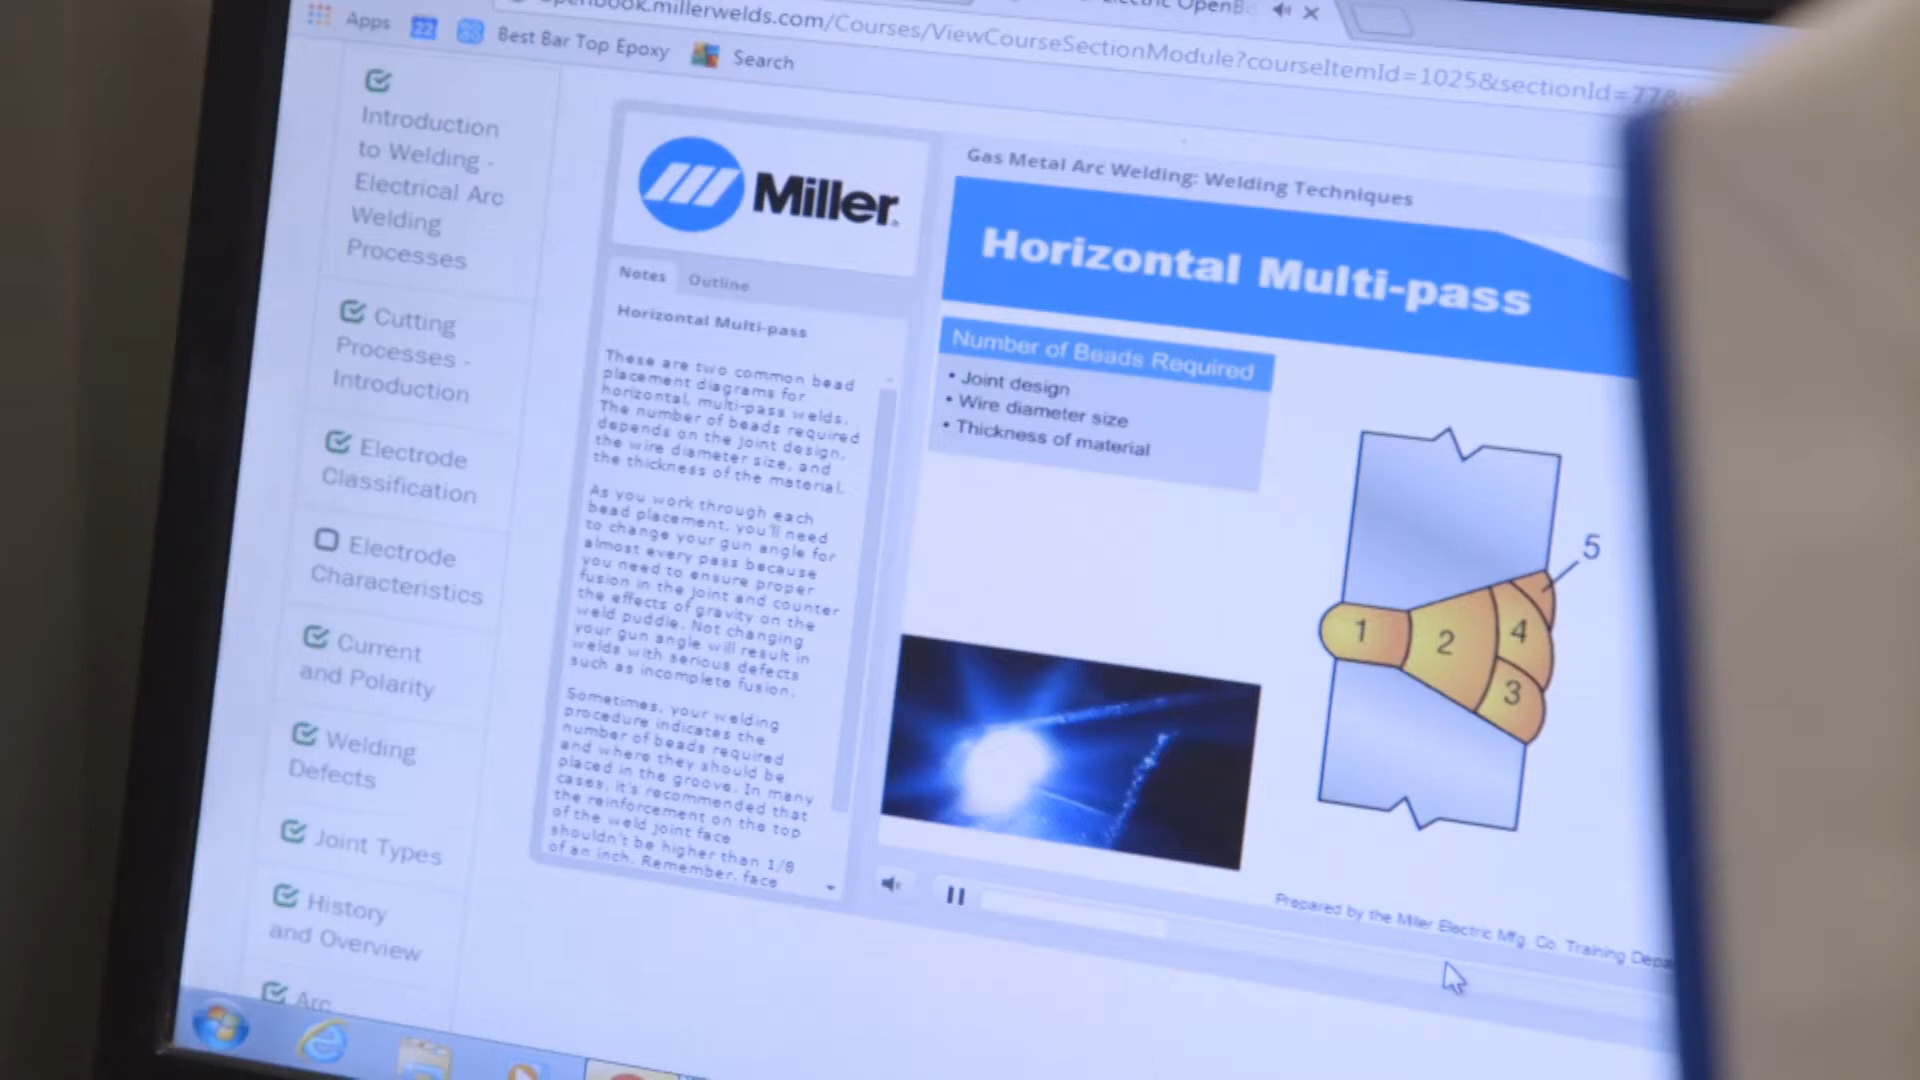 openbook.millerwelds.com/Courses/ViewCourseSectionModule?courseItemId=1025&sectionId=77&
Apps
22
Best Bar Top Epoxy
Search
Introduction
to Welding -
Electrical Arc
Welding
Processes
Cutting
Processes -
Introduction
Electrode
Classification
Electrode
Characteristics
Current
and Polarity
Welding
Defects
Joint Types
History
and Overview
Arc
Miller
Notes
Outline
Horizontal Multi-pass
These are two common bead
placement diagrams for
horizontal, multi-pass welds.
The number of beads required
depends on the joint design,
the wire diameter size, and
the thickness of the material.
As you work through each
bead placement, you'll need
to change your gun angle for
almost every pass because
you need to ensure proper
fusion in the joint and counter
the effects of gravity on the
weld puddle. Not changing
your gun angle will result in
welds with serious defects
such as incomplete fusion.
Sometimes, your welding
procedure indicates the
number of beads required
and where they should be
placed in the groove. In many
cases, it's recommended that
the reinforcement on the top
of the weld joint face
shouldn't be higher than 1/8
of an inch. Remember, face
Gas Metal Arc Welding: Welding Techniques
Horizontal Multi-pass
Number of Beads Required
• Joint design
• Wire diameter size
• Thickness of material
5
4
1
2
3
Prepared by the Miller Electric Mfg. Co. Training